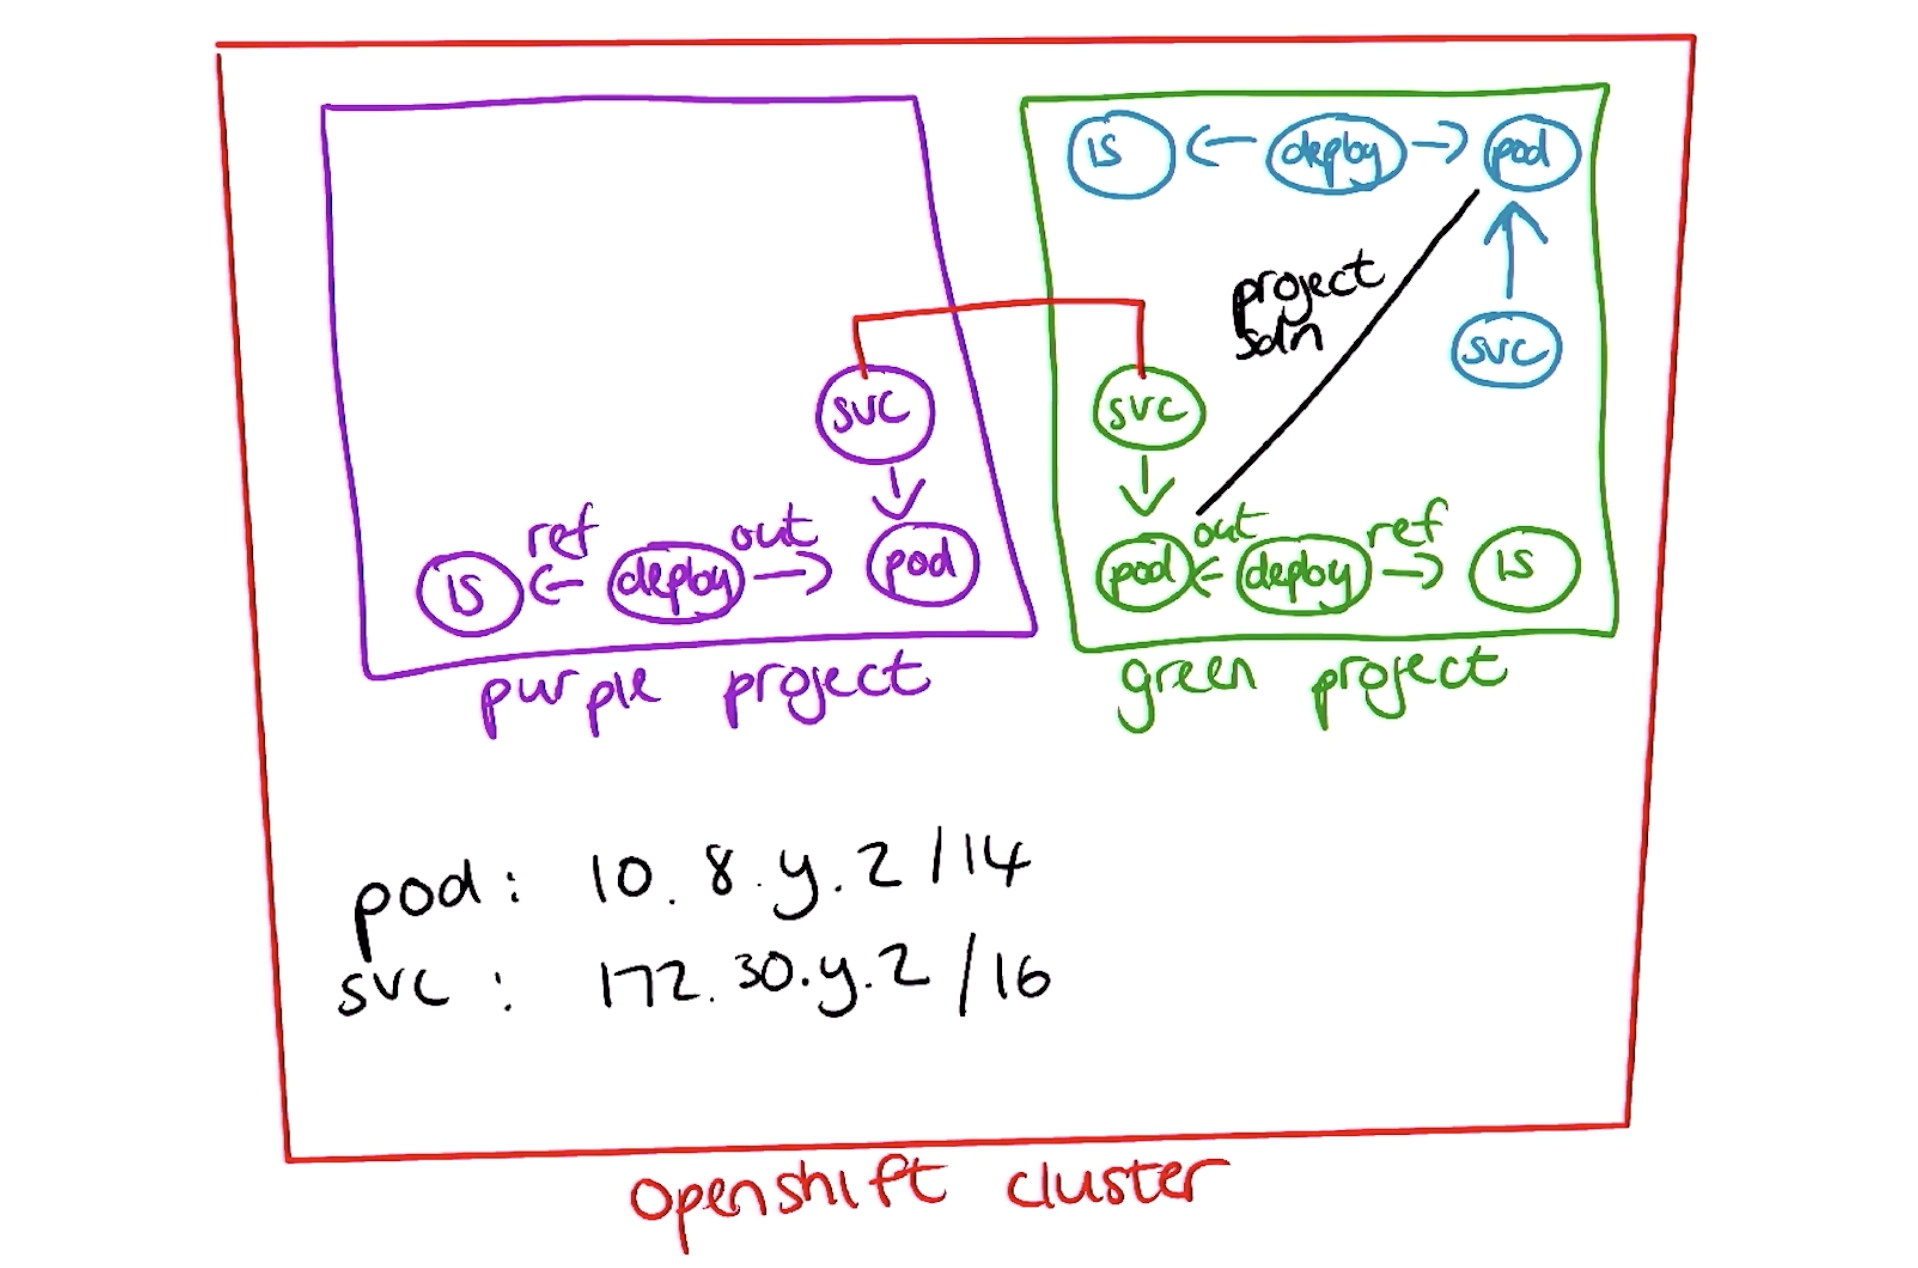 IS
deploy
pod
project
sdn
svc
svc
svc
ref
out
IS
deploy
pod
out
ref
pod
deploy
IS
purple project
green project
pod: 10.8.y.2/14
svc: 172.30.y.2/16
openshift cluster